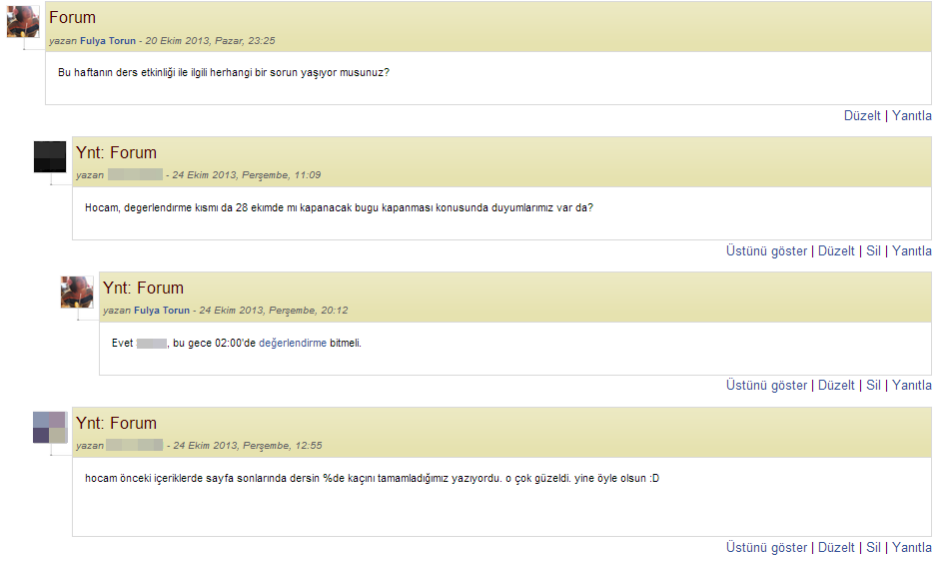 Forum
yazan Fulya Torun - 20 Ekim 2013, Pazar, 23:25
Bu haftanın ders etkinliği ile ilgili herhangi bir sorun yaşıyor musunuz?
Düzelt | Yanıtla
Ynt: Forum
yazan - 24 Ekim 2013, Perşembe, 11:09
Hocam, degerlendırme kısmı da 28 ekımde mı kapanacak bugu kapanması konusunda duyumlarımız var da?
Üstünü göster | Düzelt | Sil | Yanıtla
Ynt: Forum
yazan Fulya Torun - 24 Ekim 2013, Perşembe, 20:12
Evet , bu gece 02:00'de değerlendirme bitmeli.
Üstünü göster | Düzelt | Sil | Yanıtla
Ynt: Forum
yazan - 24 Ekim 2013, Perşembe, 12:55
hocam önceki içeriklerde sayfa sonlarında dersin %de kaçını tamamladığımız yazıyordu. o çok güzeldi. yine öyle olsun :D
Üstünü göster | Düzelt | Sil | Yanıtla